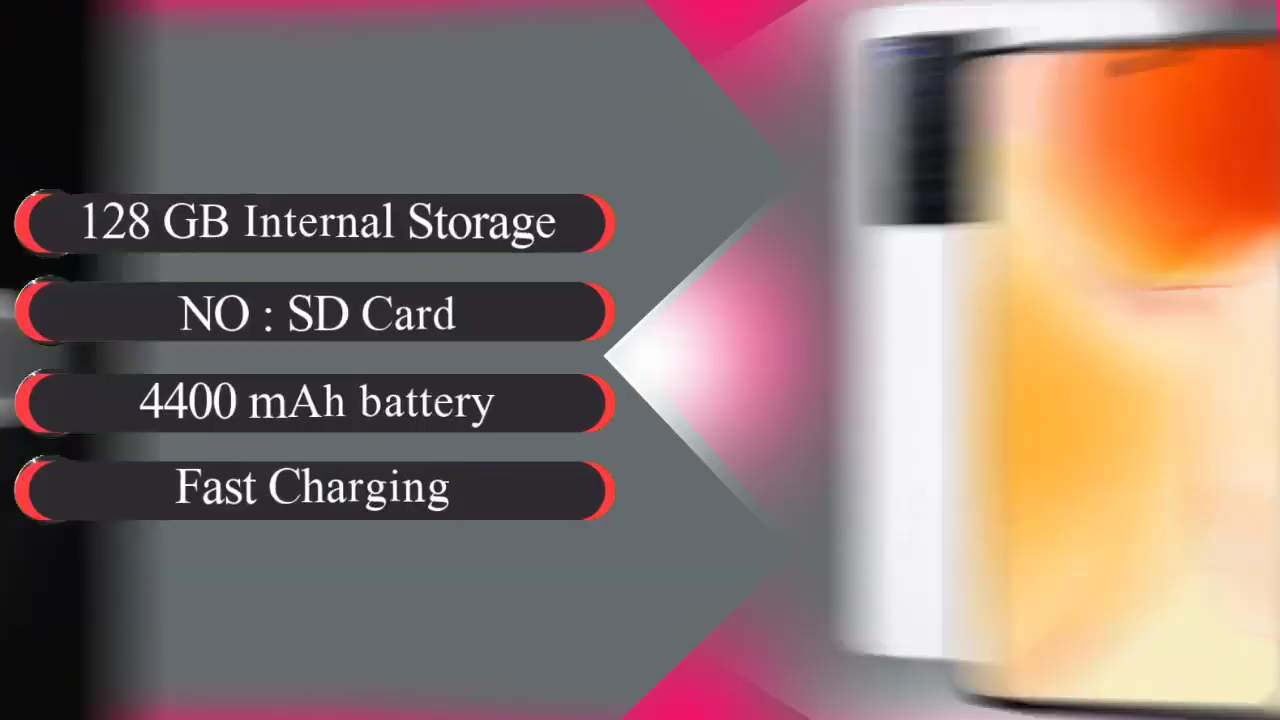 128 GB Internal Storage
NO : SD Card
4400 mAh battery
Fast Charging